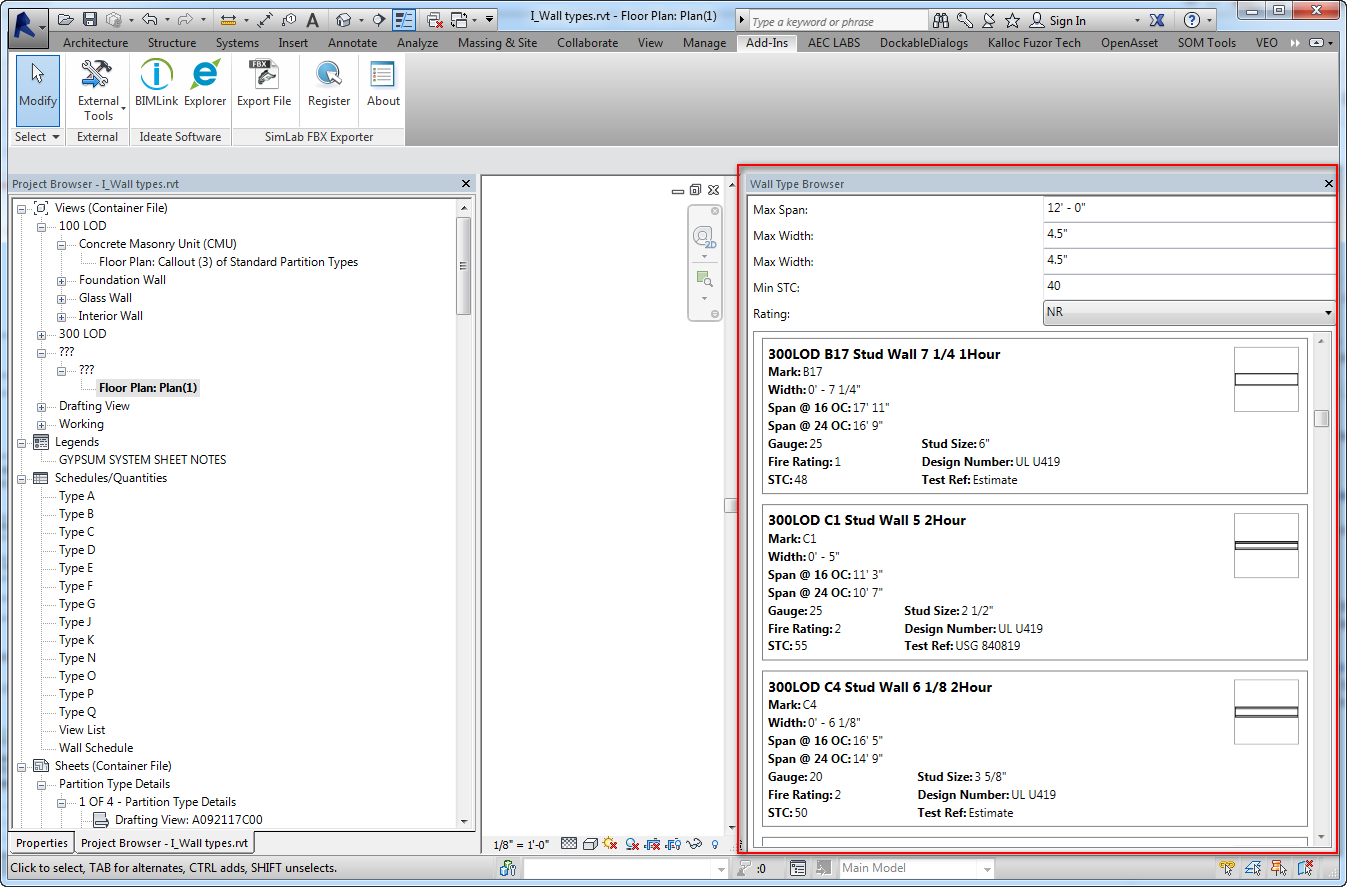 I_Wall types.rvt - Floor Plan: Plan(1)
Type a keyword or phrase
Sign In
Architecture Structure Systems Insert Annotate Analyze Massing & Site Collaborate View Manage Add-Ins AEC LABS DockableDialogs Kalloc Fuzor Tech OpenAsset SOM Tools VEO
Modify
External Tools
BIMLink
Explorer
FBX
Export File
Register
About
Select
External
Ideate Software
SimLab FBX Exporter
Project Browser - I_Wall types.rvt
Views (Container File)
100 LOD
Concrete Masonry Unit (CMU)
Floor Plan: Callout (3) of Standard Partition Types
Foundation Wall
Glass Wall
Interior Wall
300 LOD
???
???
Floor Plan: Plan(1)
Drafting View
Working
Legends
GYPSUM SYSTEM SHEET NOTES
Schedules/Quantities
Type A
Type B
Type C
Type D
Type E
Type F
Type G
Type J
Type K
Type N
Type O
Type P
Type Q
View List
Wall Schedule
Sheets (Container File)
Partition Type Details
1 OF 4 - Partition Type Details
Drafting View: A092117C00
Properties
Project Browser - I_Wall types.rvt
2D
1/8" = 1'-0"
Wall Type Browser
Max Span: 12' - 0"
Max Width: 4.5"
Max Width: 4.5"
Min STC: 40
Rating: NR
300LOD B17 Stud Wall 7 1/4 1Hour
Mark: B17
Width: 0' - 7 1/4"
Span @ 16 OC: 17' 11"
Span @ 24 OC: 16' 9"
Gauge: 25 Stud Size: 6"
Fire Rating: 1 Design Number: UL U419
STC: 48 Test Ref: Estimate
300LOD C1 Stud Wall 5 2Hour
Mark: C1
Width: 0' - 5"
Span @ 16 OC: 11' 3"
Span @ 24 OC: 10' 7"
Gauge: 25 Stud Size: 2 1/2"
Fire Rating: 2 Design Number: UL U419
STC: 55 Test Ref: USG 840819
300LOD C4 Stud Wall 6 1/8 2Hour
Mark: C4
Width: 0' - 6 1/8"
Span @ 16 OC: 16' 5"
Span @ 24 OC: 14' 9"
Gauge: 20 Stud Size: 3 5/8"
Fire Rating: 2 Design Number: UL U419
STC: 50 Test Ref: Estimate
Click to select, TAB for alternates, CTRL adds, SHIFT unselects.
:0
Main Model